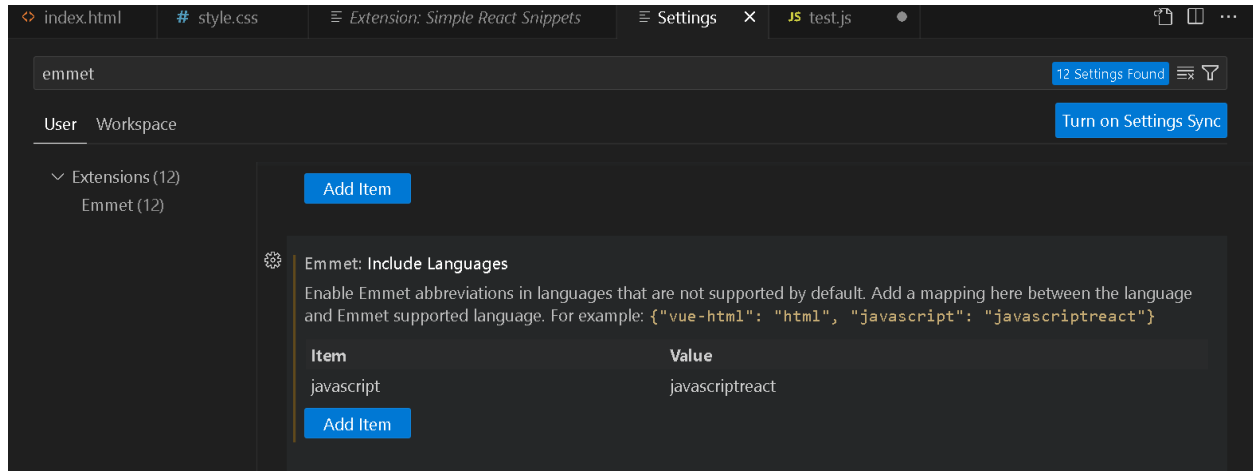 index.html
# style.css
Extension: Simple React Snippets
Settings
JS test.js
emmet
12 Settings Found
User
Workspace
Turn on Settings Sync
Extensions (12)
Emmet (12)
Add Item
Emmet: Include Languages
Enable Emmet abbreviations in languages that are not supported by default. Add a mapping here between the language
and Emmet supported language. For example: {"vue-html": "html", "javascript": "javascriptreact"}
Item Value
javascript javascriptreact
Add Item